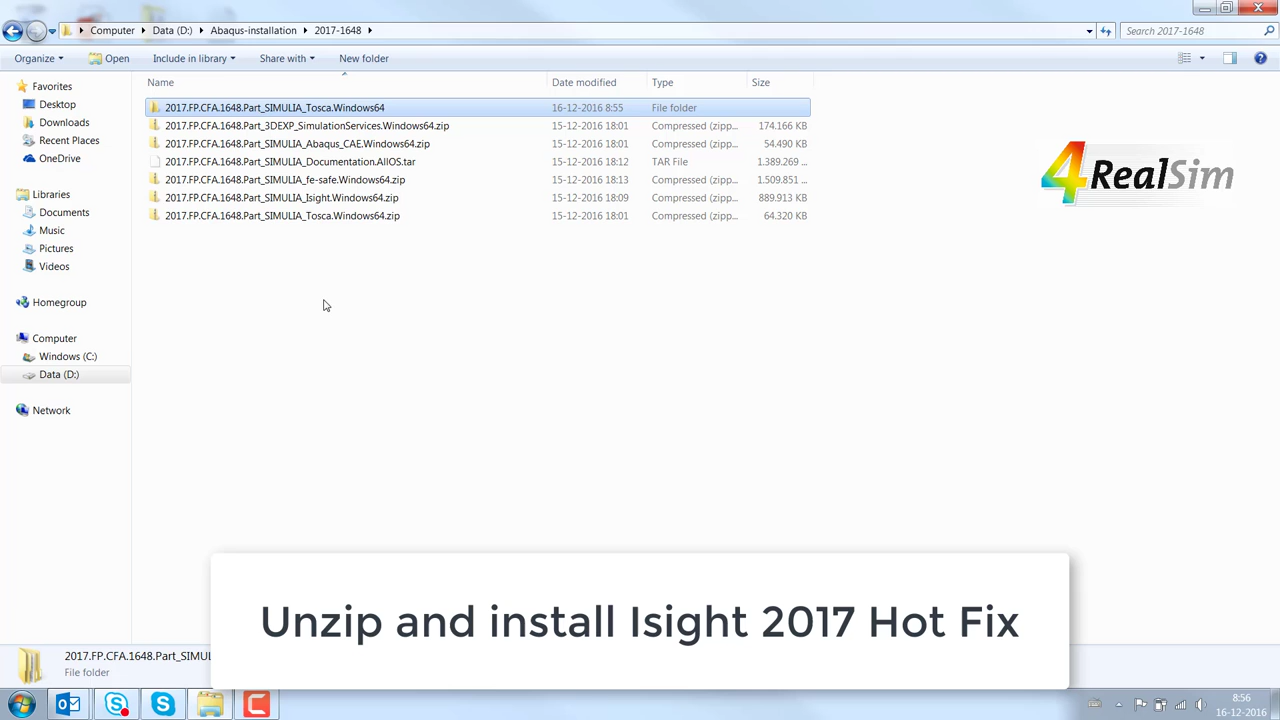 Computer Data (D:) Abaqus-installation 2017-1648 Search 2017-1648
Organize Open Include in library Share with New folder
Favorites
Desktop
Downloads
Recent Places
OneDrive
Libraries
Documents
Music
Pictures
Videos
Homegroup
Computer
Windows (C:)
Data (D:)
Network
Name Date modified Type Size
2017.FP.CFA.1648.Part_SIMULIA_Tosca.Windows64 16-12-2016 8:55 File folder
2017.FP.CFA.1648.Part_3DEXP_SimulationServices.Windows64.zip 15-12-2016 18:01 Compressed (zipp... 174.166 KB
2017.FP.CFA.1648.Part_SIMULIA_Abaqus_CAE.Windows64.zip 15-12-2016 18:01 Compressed (zipp... 54.490 KB
2017.FP.CFA.1648.Part_SIMULIA_Documentation.AllOS.tar 15-12-2016 18:12 TAR File 1.389.269 ...
2017.FP.CFA.1648.Part_SIMULIA_fe-safe.Windows64.zip 15-12-2016 18:13 Compressed (zipp... 1.509.851 ...
2017.FP.CFA.1648.Part_SIMULIA_Isight.Windows64.zip 15-12-2016 18:09 Compressed (zipp... 889.913 KB
2017.FP.CFA.1648.Part_SIMULIA_Tosca.Windows64.zip 15-12-2016 18:01 Compressed (zipp... 64.320 KB
4RealSim
Unzip and install Isight 2017 Hot Fix
2017.FP.CFA.1648.Part_SIMU
File folder
8:56
16-12-2016